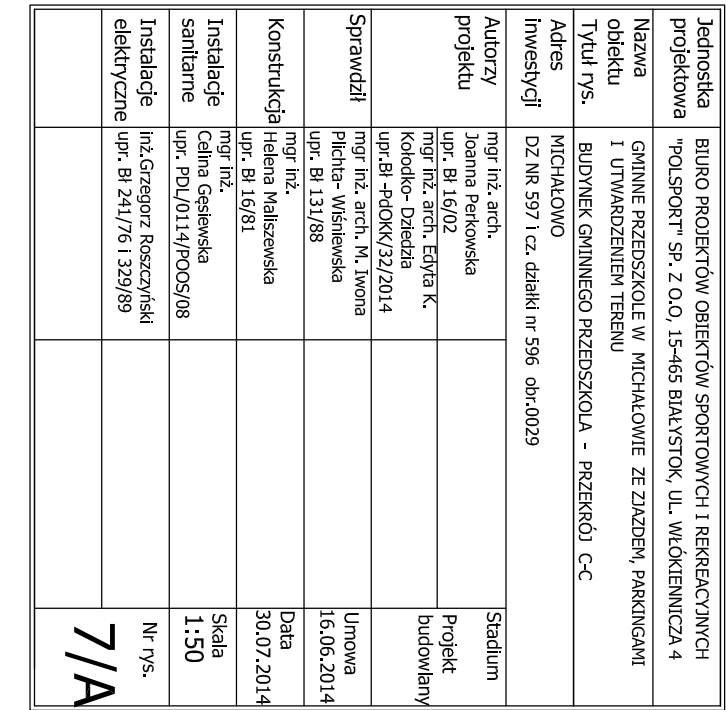 Jednostka
projektowa
BIURO PROJEKTÓW OBIEKTÓW SPORTOWYCH I REKREACYJNYCH
"POLSPORT" SP. Z O.O, 15-465 BIAŁYSTOK, UL. WŁÓKIENNICZA 4
Nazwa
obiektu
GMINNE PRZEDSZKOLE W MICHAŁOWIE ZE ZJAZDEM, PARKINGAMI
I UTWARDZENIEM TERENU
Tytuł rys.
BUDYNEK GMINNEGO PRZEDSZKOLA - PRZEKRÓJ C-C
Adres
inwestycji
MICHAŁOWO
DZ NR 597 i cz. działki nr 596 obr.0029
Autorzy
projektu
mgr inż. arch.
Joanna Perkowska
upr. Bł 16/02
mgr inż. arch. Edyta K.
Kołodko- Dziedzia
upr.Bł -PdOKK/32/2014
Stadium
Projekt
budowlany
Sprawdził
mgr inż. arch. M. Iwona
Plichta- Wiśniewska
upr. Bł 131/88
Umowa
16.06.2014
Konstrukcja
mgr inż.
Helena Maliszewska
upr. Bł 16/81
Data
30.07.2014
Instalacje
sanitarne
mgr inż.
Celina Gęsiewska
upr. PDL/0114/POOS/08
Skala
1:50
Instalacje
elektryczne
inż.Grzegorz Roszczyński
upr. Bł 241/76 i 329/89
Nr rys.
7/A